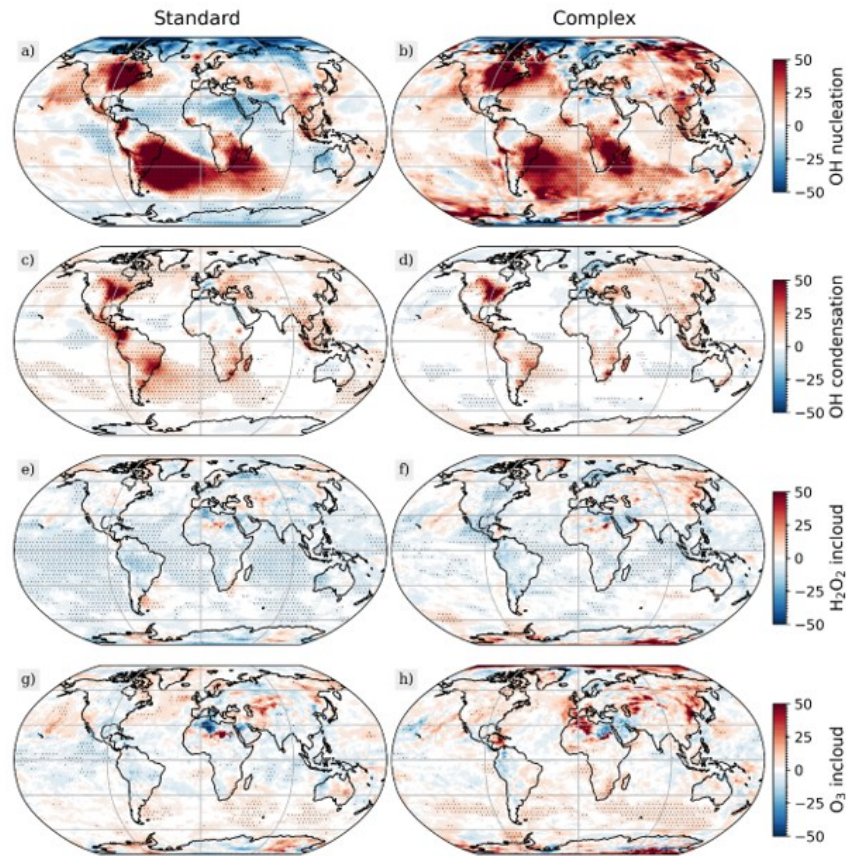 Standard Complex
a) b)
50
25
0
−25
−50
OH nucleation
c) d)
50
25
0
−25
−50
OH condensation
e) f)
50
25
0
−25
−50
H₂O₂ incloud
g) h)
50
25
0
−25
−50
O₃ incloud